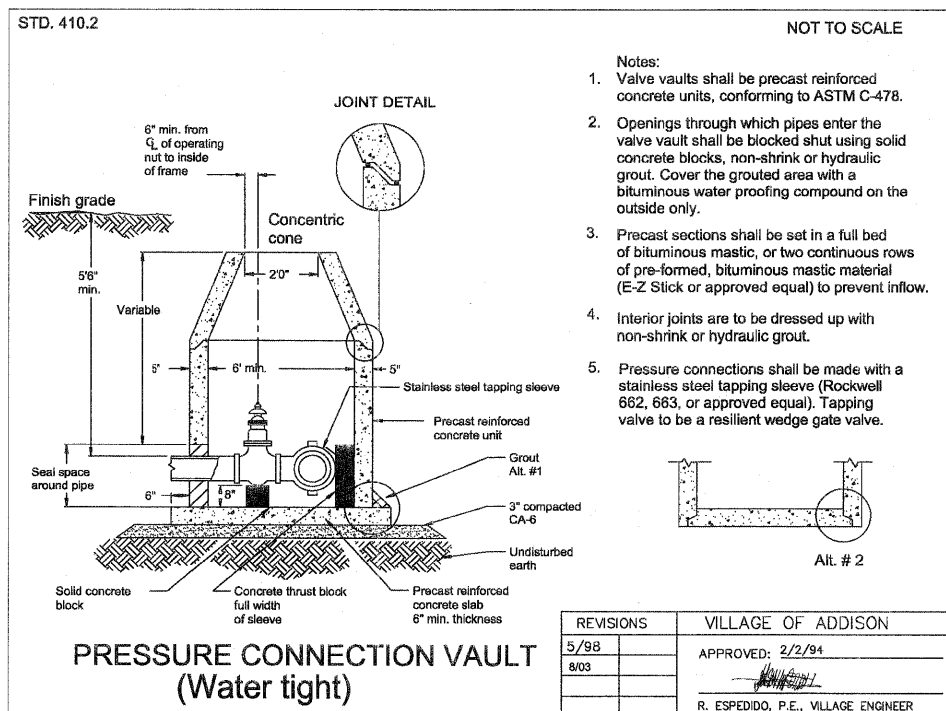 STD. 410.2
NOT TO SCALE
Notes:
1. Valve vaults shall be precast reinforced
concrete units, conforming to ASTM C-478.
2. Openings through which pipes enter the
valve vault shall be blocked shut using solid
concrete blocks, non-shrink or hydraulic
grout. Cover the grouted area with a
bituminous water proofing compound on the
outside only.
3. Precast sections shall be set in a full bed
of bituminous mastic, or two continuous rows
of pre-formed, bituminous mastic material
(E-Z Stick or approved equal) to prevent inflow.
4. Interior joints are to be dressed up with
non-shrink or hydraulic grout.
5. Pressure connections shall be made with a
stainless steel tapping sleeve (Rockwell
662, 663, or approved equal). Tapping
valve to be a resilient wedge gate valve.
JOINT DETAIL
6" min. from
℄ of operating
nut to inside
of frame
Finish grade
Concentric
cone
5'6"
min.
2'0"
Variable
5"
6' min.
5"
Stainless steel tapping sleeve
Precast reinforced
concrete unit
Grout
Alt. #1
Seal space
around pipe
6"
8"
3" compacted
CA-6
Undisturbed
earth
Solid concrete
block
Concrete thrust block
full width
of sleeve
Precast reinforced
concrete slab
6" min. thickness
Alt. # 2
PRESSURE CONNECTION VAULT
(Water tight)
REVISIONS
5/98
8/03
VILLAGE OF ADDISON
APPROVED: 2/2/94
R. ESPEDIDO, P.E., VILLAGE ENGINEER